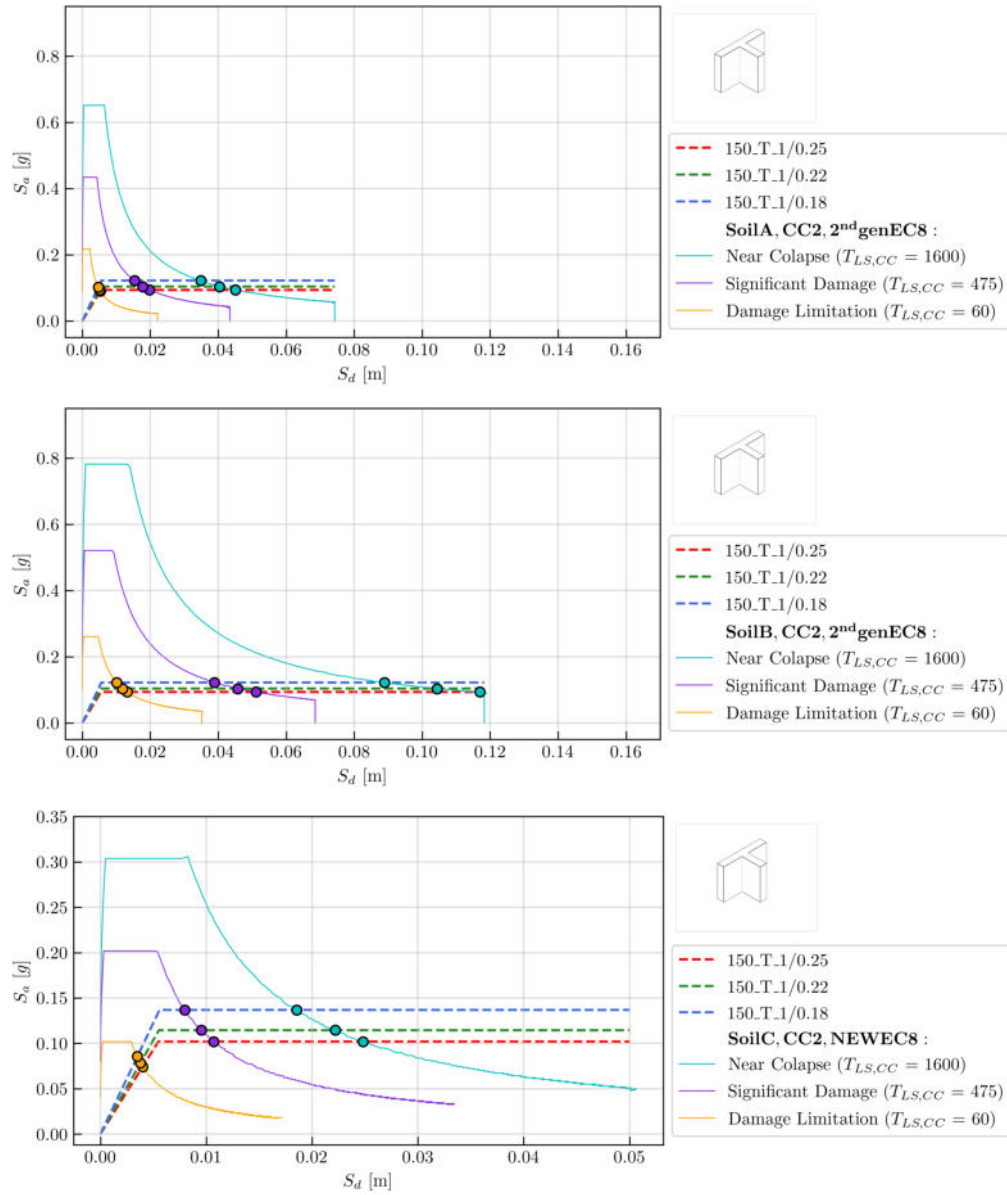 0.8
0.6
0.4
0.2
0.0
S_a [g]
0.00 0.02 0.04 0.06 0.08 0.10 0.12 0.14 0.16
S_d [m]
150_T_1/0.25
150_T_1/0.22
150_T_1/0.18
SoilA, CC2, 2ndgenEC8 :
Near Colapse (T_LS,CC = 1600)
Significant Damage (T_LS,CC = 475)
Damage Limitation (T_LS,CC = 60)
0.8
0.6
0.4
0.2
0.0
S_a [g]
0.00 0.02 0.04 0.06 0.08 0.10 0.12 0.14 0.16
S_d [m]
150_T_1/0.25
150_T_1/0.22
150_T_1/0.18
SoilB, CC2, 2ndgenEC8 :
Near Colapse (T_LS,CC = 1600)
Significant Damage (T_LS,CC = 475)
Damage Limitation (T_LS,CC = 60)
0.35
0.30
0.25
0.20
0.15
0.10
0.05
0.00
S_a [g]
0.00 0.01 0.02 0.03 0.04 0.05
S_d [m]
150_T_1/0.25
150_T_1/0.22
150_T_1/0.18
SoilC, CC2, NEWEC8 :
Near Colapse (T_LS,CC = 1600)
Significant Damage (T_LS,CC = 475)
Damage Limitation (T_LS,CC = 60)